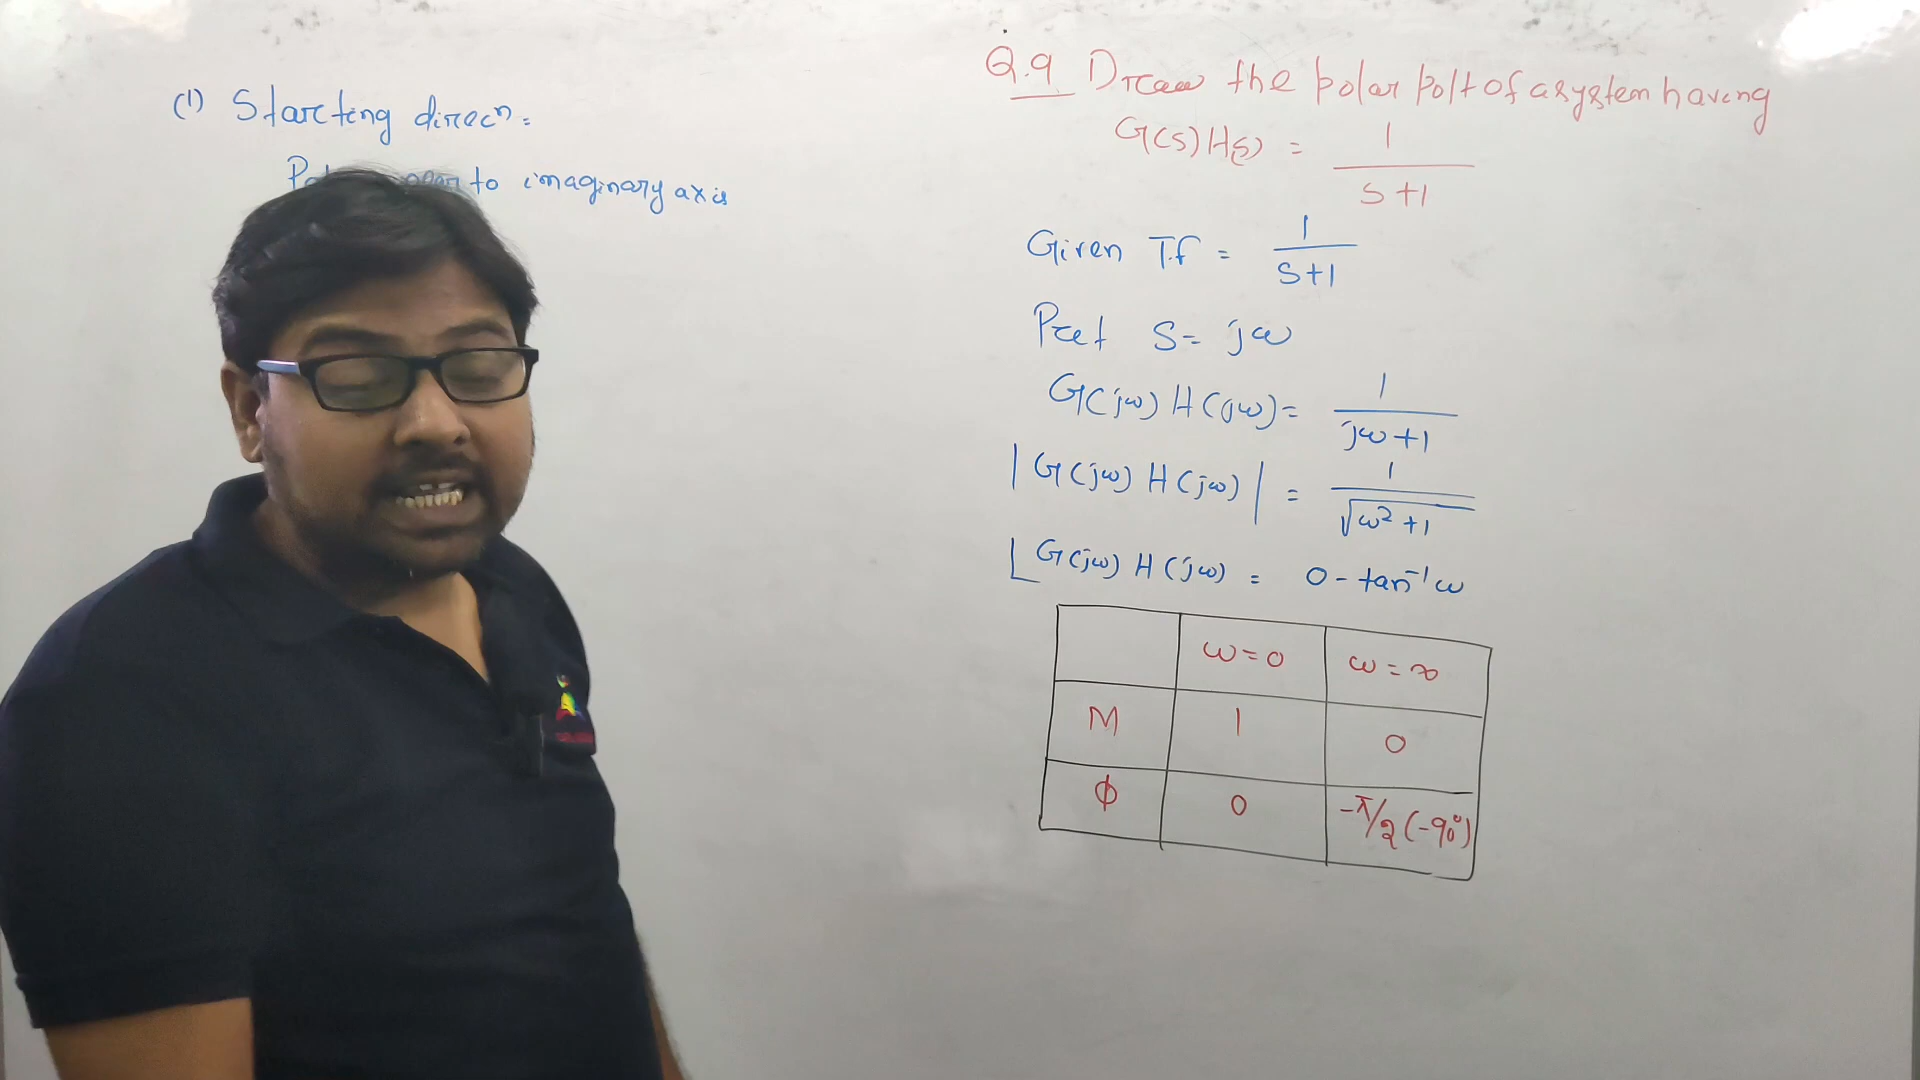 (1) Starting direcn:
to imaginary axis
Q.9 Draw the polar Polt of a system having
G(s)H(s) = 1/(s+1)
Given T.f = 1/(s+1)
Put S = jω
G(jω) H(jω) = 1/(jω+1)
|G(jω) H(jω)| = 1/√(ω²+1)
∠G(jω) H(jω) = 0 - tan⁻¹ω
ω=0 ω=∞
M 1 0
ϕ 0 -π/2 (-90°)